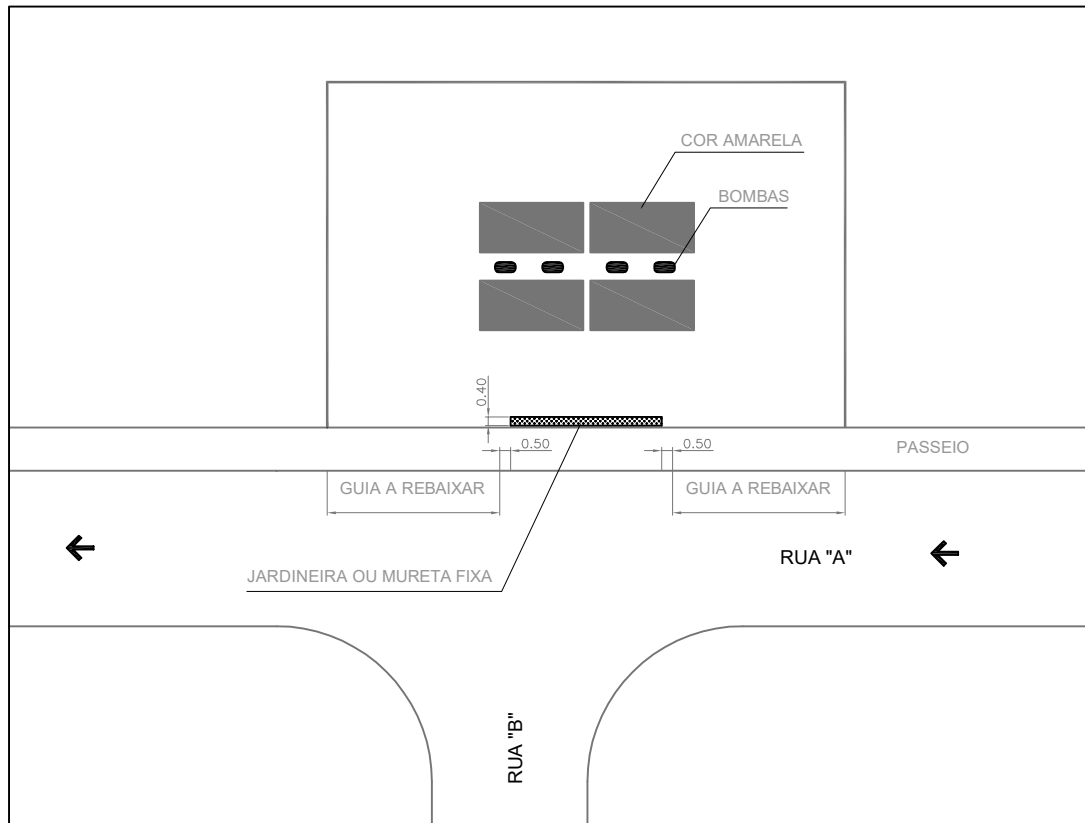 COR AMARELA
BOMBAS
0.40
0.50
0.50
PASSEIO
GUIA A REBAIXAR
GUIA A REBAIXAR
RUA "A"
JARDINEIRA OU MURETA FIXA
RUA "B"